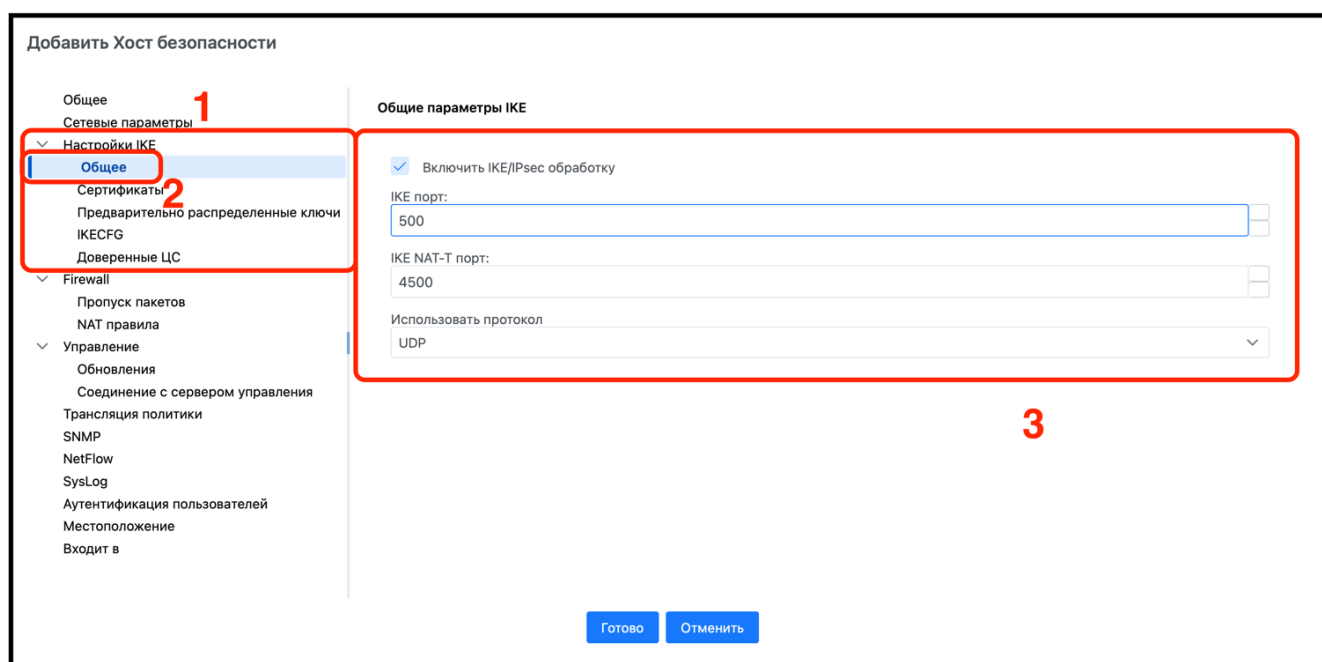 Добавить Хост безопасности
Общее
1
Сетевые параметры
Настройки IKE
Общее
Сертификаты
2
Предварительно распределенные ключи
IKECFG
Доверенные ЦС
Firewall
Пропуск пакетов
NAT правила
Управление
Обновления
Соединение с сервером управления
Трансляция политики
SNMP
NetFlow
SysLog
Аутентификация пользователей
Местоположение
Входит в
Общие параметры IKE
Включить IKE/IPsec обработку
IKE порт:
500
IKE NAT-T порт:
4500
Использовать протокол
UDP
3
Готово
Отменить